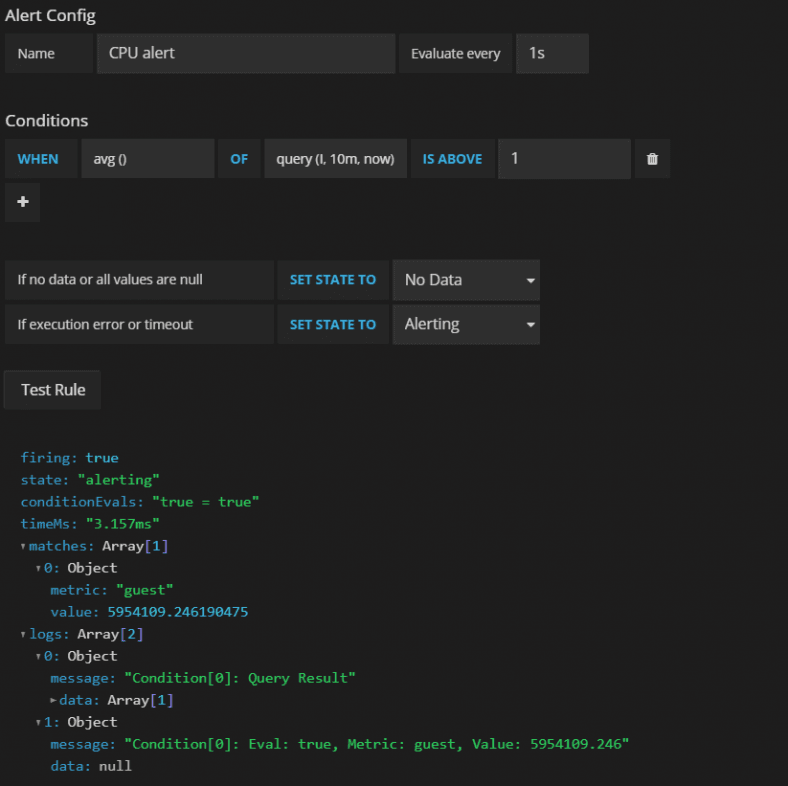 Alert Config
Name CPU alert Evaluate every 1s
Conditions
WHEN avg () OF query (I, 10m, now) IS ABOVE 1
+
If no data or all values are null SET STATE TO No Data
If execution error or timeout SET STATE TO Alerting
Test Rule
firing: true
state: "alerting"
conditionEvals: "true = true"
timeMs: "3.157ms"
matches: Array[1]
0: Object
metric: "guest"
value: 5954109.246190475
logs: Array[2]
0: Object
message: "Condition[0]: Query Result"
data: Array[1]
1: Object
message: "Condition[0]: Eval: true, Metric: guest, Value: 5954109.246"
data: null